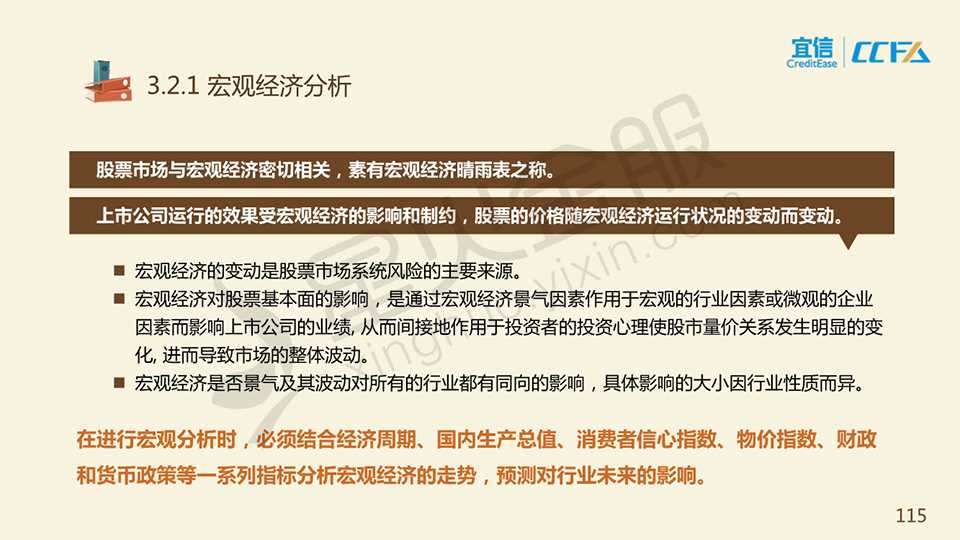 宜信
CreditEase
CCFA
3.2.1 宏观经济分析
股票市场与宏观经济密切相关，素有宏观经济晴雨表之称。
上市公司运行的效果受宏观经济的影响和制约，股票的价格随宏观经济运行状况的变动而变动。
■ 宏观经济的变动是股票市场系统风险的主要来源。
■ 宏观经济对股票基本面的影响，是通过宏观经济景气因素作用于宏观的行业因素或微观的企业
因素而影响上市公司的业绩, 从而间接地作用于投资者的投资心理使股市量价关系发生明显的变
化, 进而导致市场的整体波动。
■ 宏观经济是否景气及其波动对所有的行业都有同向的影响，具体影响的大小因行业性质而异。
在进行宏观分析时，必须结合经济周期、国内生产总值、消费者信心指数、物价指数、财政
和货币政策等一系列指标分析宏观经济的走势，预测对行业未来的影响。
星火金服
xinghuo.yixin.com
115